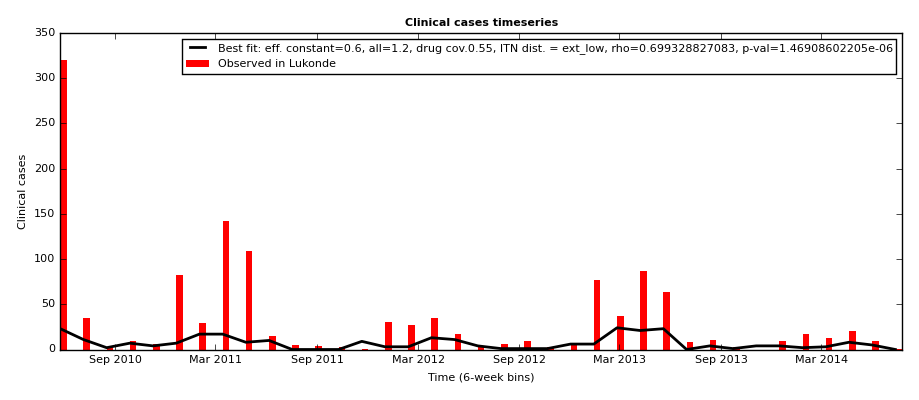 Clinical cases timeseries
Best fit: eff. constant=0.6, all=1.2, drug cov.0.55, ITN dist. = ext_low, rho=0.699328827083, p-val=1.46908602205e-06
Observed in Lukonde
350
300
250
200
150
100
50
0
Clinical cases
Sep 2010 Mar 2011 Sep 2011 Mar 2012 Sep 2012 Mar 2013 Sep 2013 Mar 2014
Time (6-week bins)